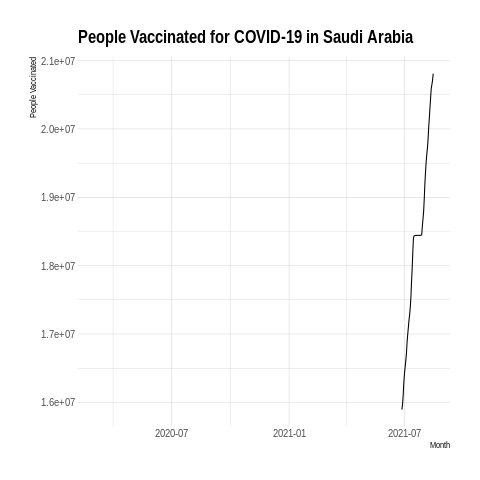 People Vaccinated for COVID-19 in Saudi Arabia
People Vaccinated
2.1e+07
2.0e+07
1.9e+07
1.8e+07
1.7e+07
1.6e+07
2020-07
2021-01
2021-07
Month